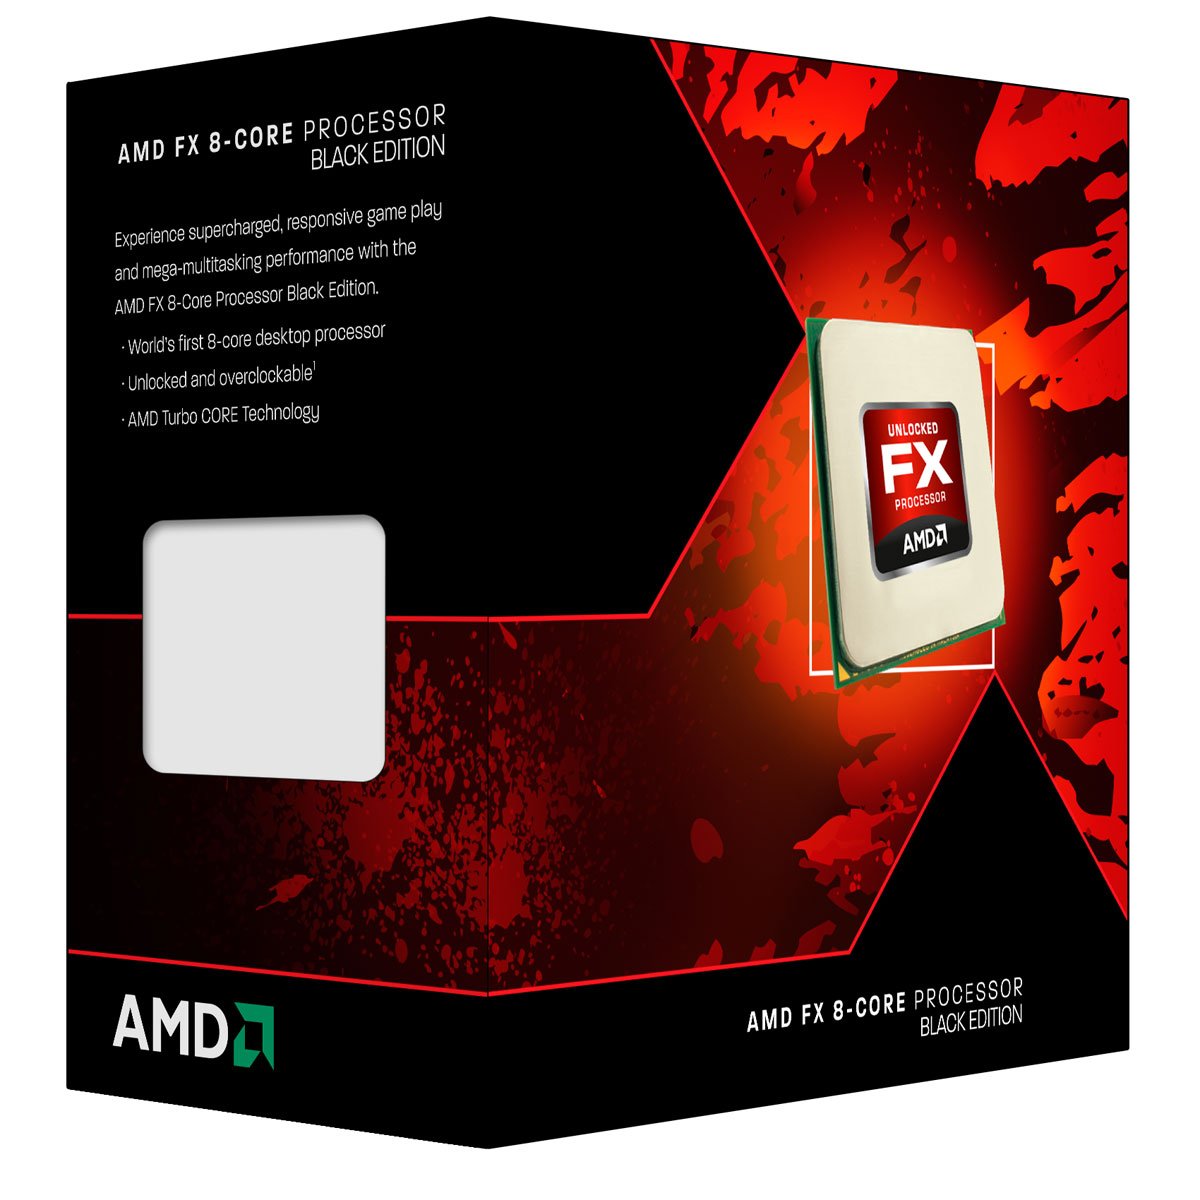 AMD FX 8-CORE PROCESSOR
BLACK EDITION
Experience supercharged, responsive game play
and mega-multitasking performance with the
AMD FX 8-Core Processor Black Edition.
· World's first 8-core desktop processor
· Unlocked and overclockable¹
· AMD Turbo CORE Technology
AMD
UNLOCKED
FX
PROCESSOR
AMD
AMD FX 8-CORE PROCESSOR
BLACK EDITION